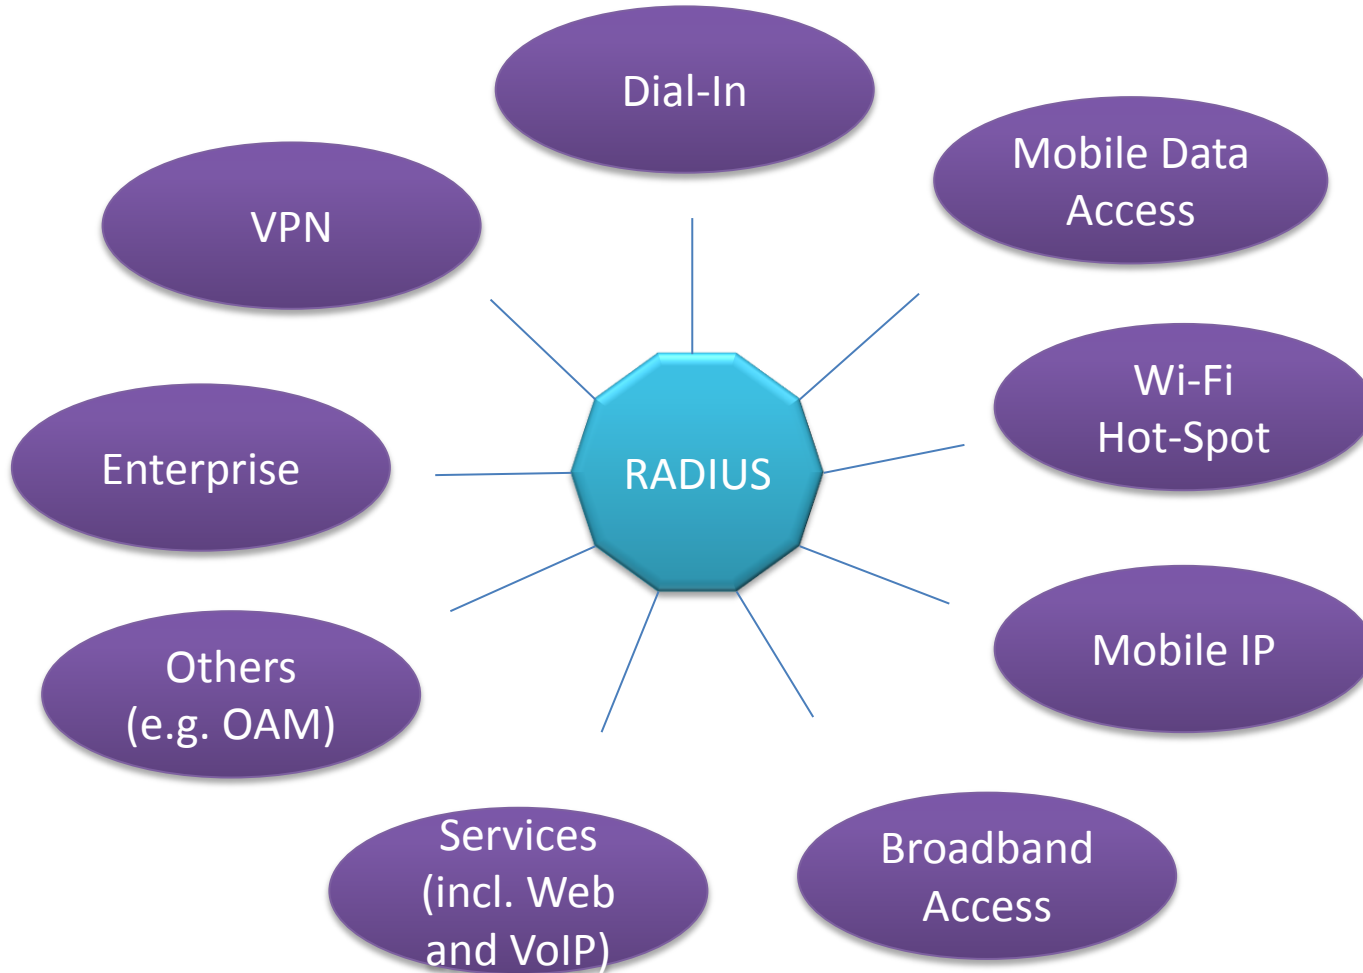 Dial-In
Mobile Data
Access
VPN
Wi-Fi
Hot-Spot
Enterprise
RADIUS
Mobile IP
Others
(e.g. OAM)
Services
(incl. Web
and VoIP)
Broadband
Access